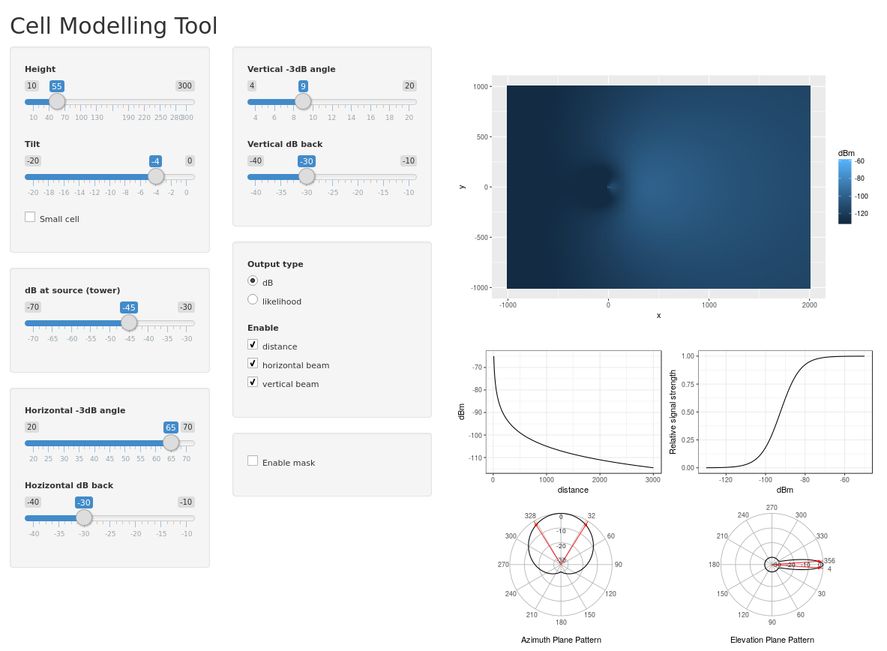 Cell Modelling Tool
Height
10 55 300
10 40 70 100 130 190 220 250 280 300
Tilt
-20 -4 0
-20 -18 -16 -14 -12 -10 -8 -6 -4 -2 0
Small cell
dB at source (tower)
-70 -45 -30
-70 -65 -60 -55 -50 -45 -40 -35 -30
Horizontal -3dB angle
20 65 70
20 25 30 35 40 45 50 55 60 65 70
Hozizontal dB back
-40 -30 -10
-40 -35 -30 -25 -20 -15 -10
Vertical -3dB angle
4 9 20
4 6 8 10 12 14 16 18 20
Vertical dB back
-40 -30 -10
-40 -35 -30 -25 -20 -15 -10
Output type
dB
likelihood
Enable
distance
horizontal beam
vertical beam
Enable mask
1000
500
0
-500
-1000
y
-1000 0 1000 2000
x
dBm
-60
-80
-100
-120
-70
-80
-90
-100
-110
dBm
0 1000 2000 3000
distance
1.00
0.75
0.50
0.25
0.00
Relative signal strength
-120 -100 -80 -60
dBm
328 0 32
300 -10 60
-20
270 90
240 120
210 150
180
Azimuth Plane Pattern
270
240 300
210 330
180 -20 -10 356
4
150 30
120 60
90
Elevation Plane Pattern